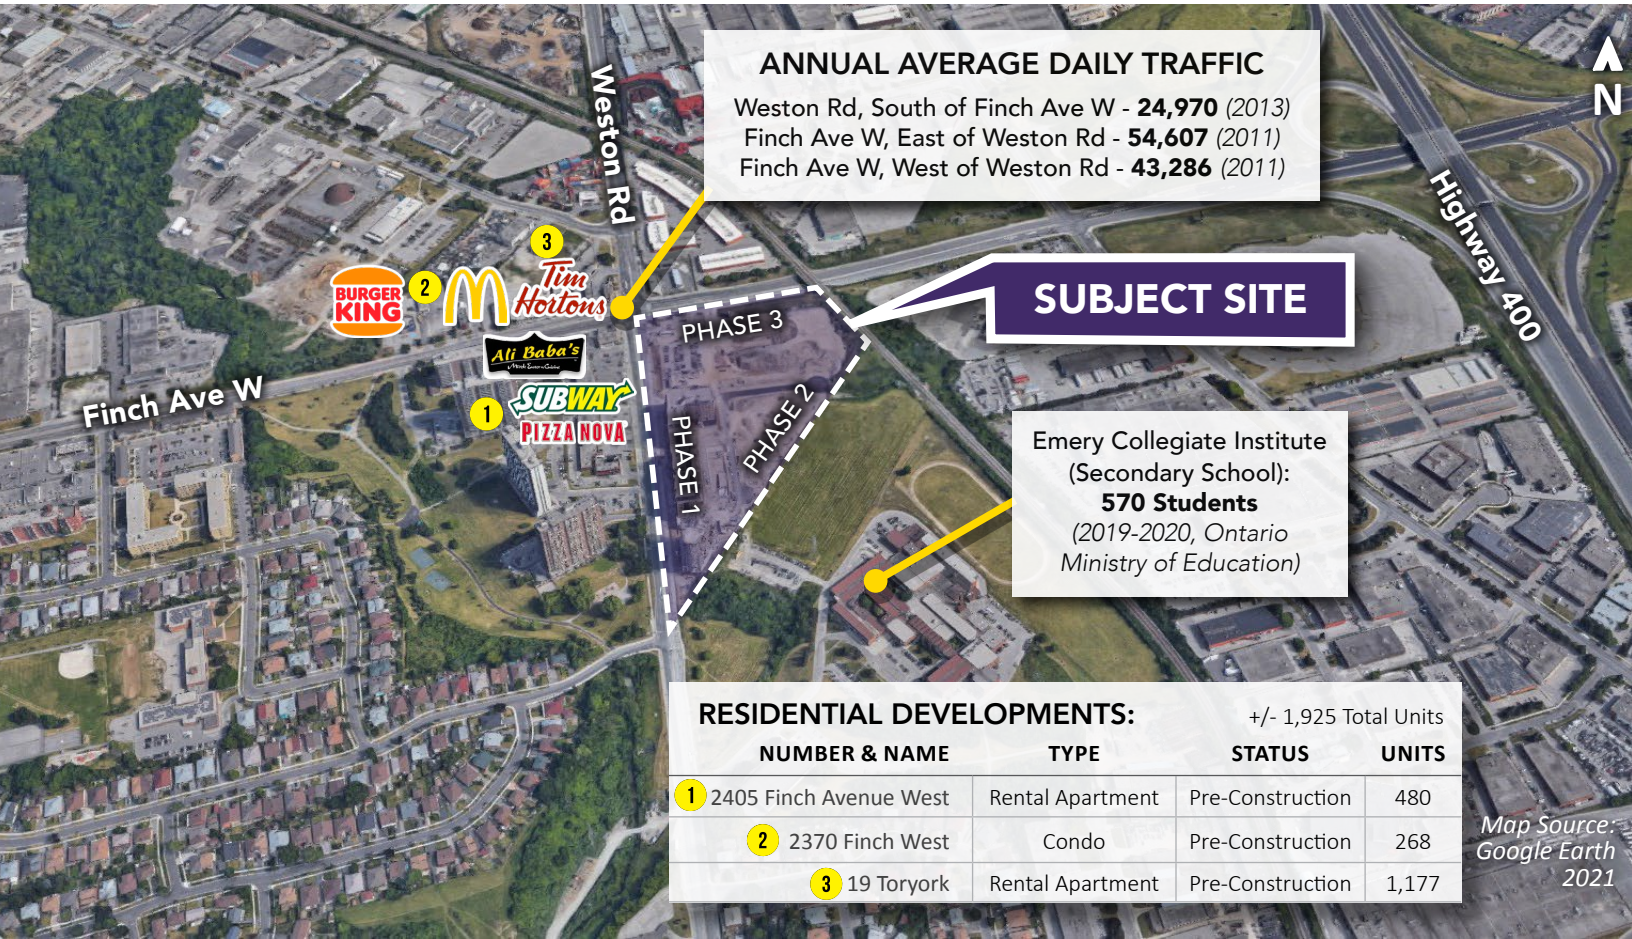 ANNUAL AVERAGE DAILY TRAFFIC
Weston Rd, South of Finch Ave W - 24,970 (2013)
Finch Ave W, East of Weston Rd - 54,607 (2011)
Finch Ave W, West of Weston Rd - 43,286 (2011)
N
Weston Rd
Highway 400
3
2
BURGER
KING
Tim
Hortons
SUBJECT SITE
PHASE 3
Ali Baba's
Finch Ave W
1
SUBWAY
PIZZA NOVA
PHASE 1
PHASE 2
Emery Collegiate Institute
(Secondary School):
570 Students
(2019-2020, Ontario
Ministry of Education)
RESIDENTIAL DEVELOPMENTS: +/- 1,925 Total Units
NUMBER & NAME TYPE STATUS UNITS
1 2405 Finch Avenue West Rental Apartment Pre-Construction 480
2 2370 Finch West Condo Pre-Construction 268
3 19 Toryork Rental Apartment Pre-Construction 1,177
Map Source:
Google Earth
2021